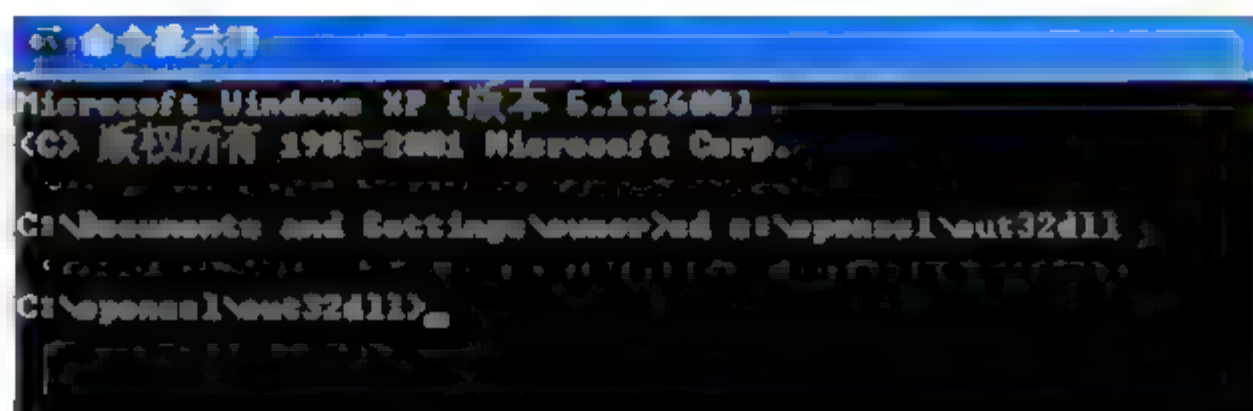 命令提示符
Microsoft Windows XP [版本 5.1.2600]
(C) 版权所有 1985-2001 Microsoft Corp.
C:\Documents and Settings\owner>cd c:\openssl\out32dll
C:\openssl\out32dll>